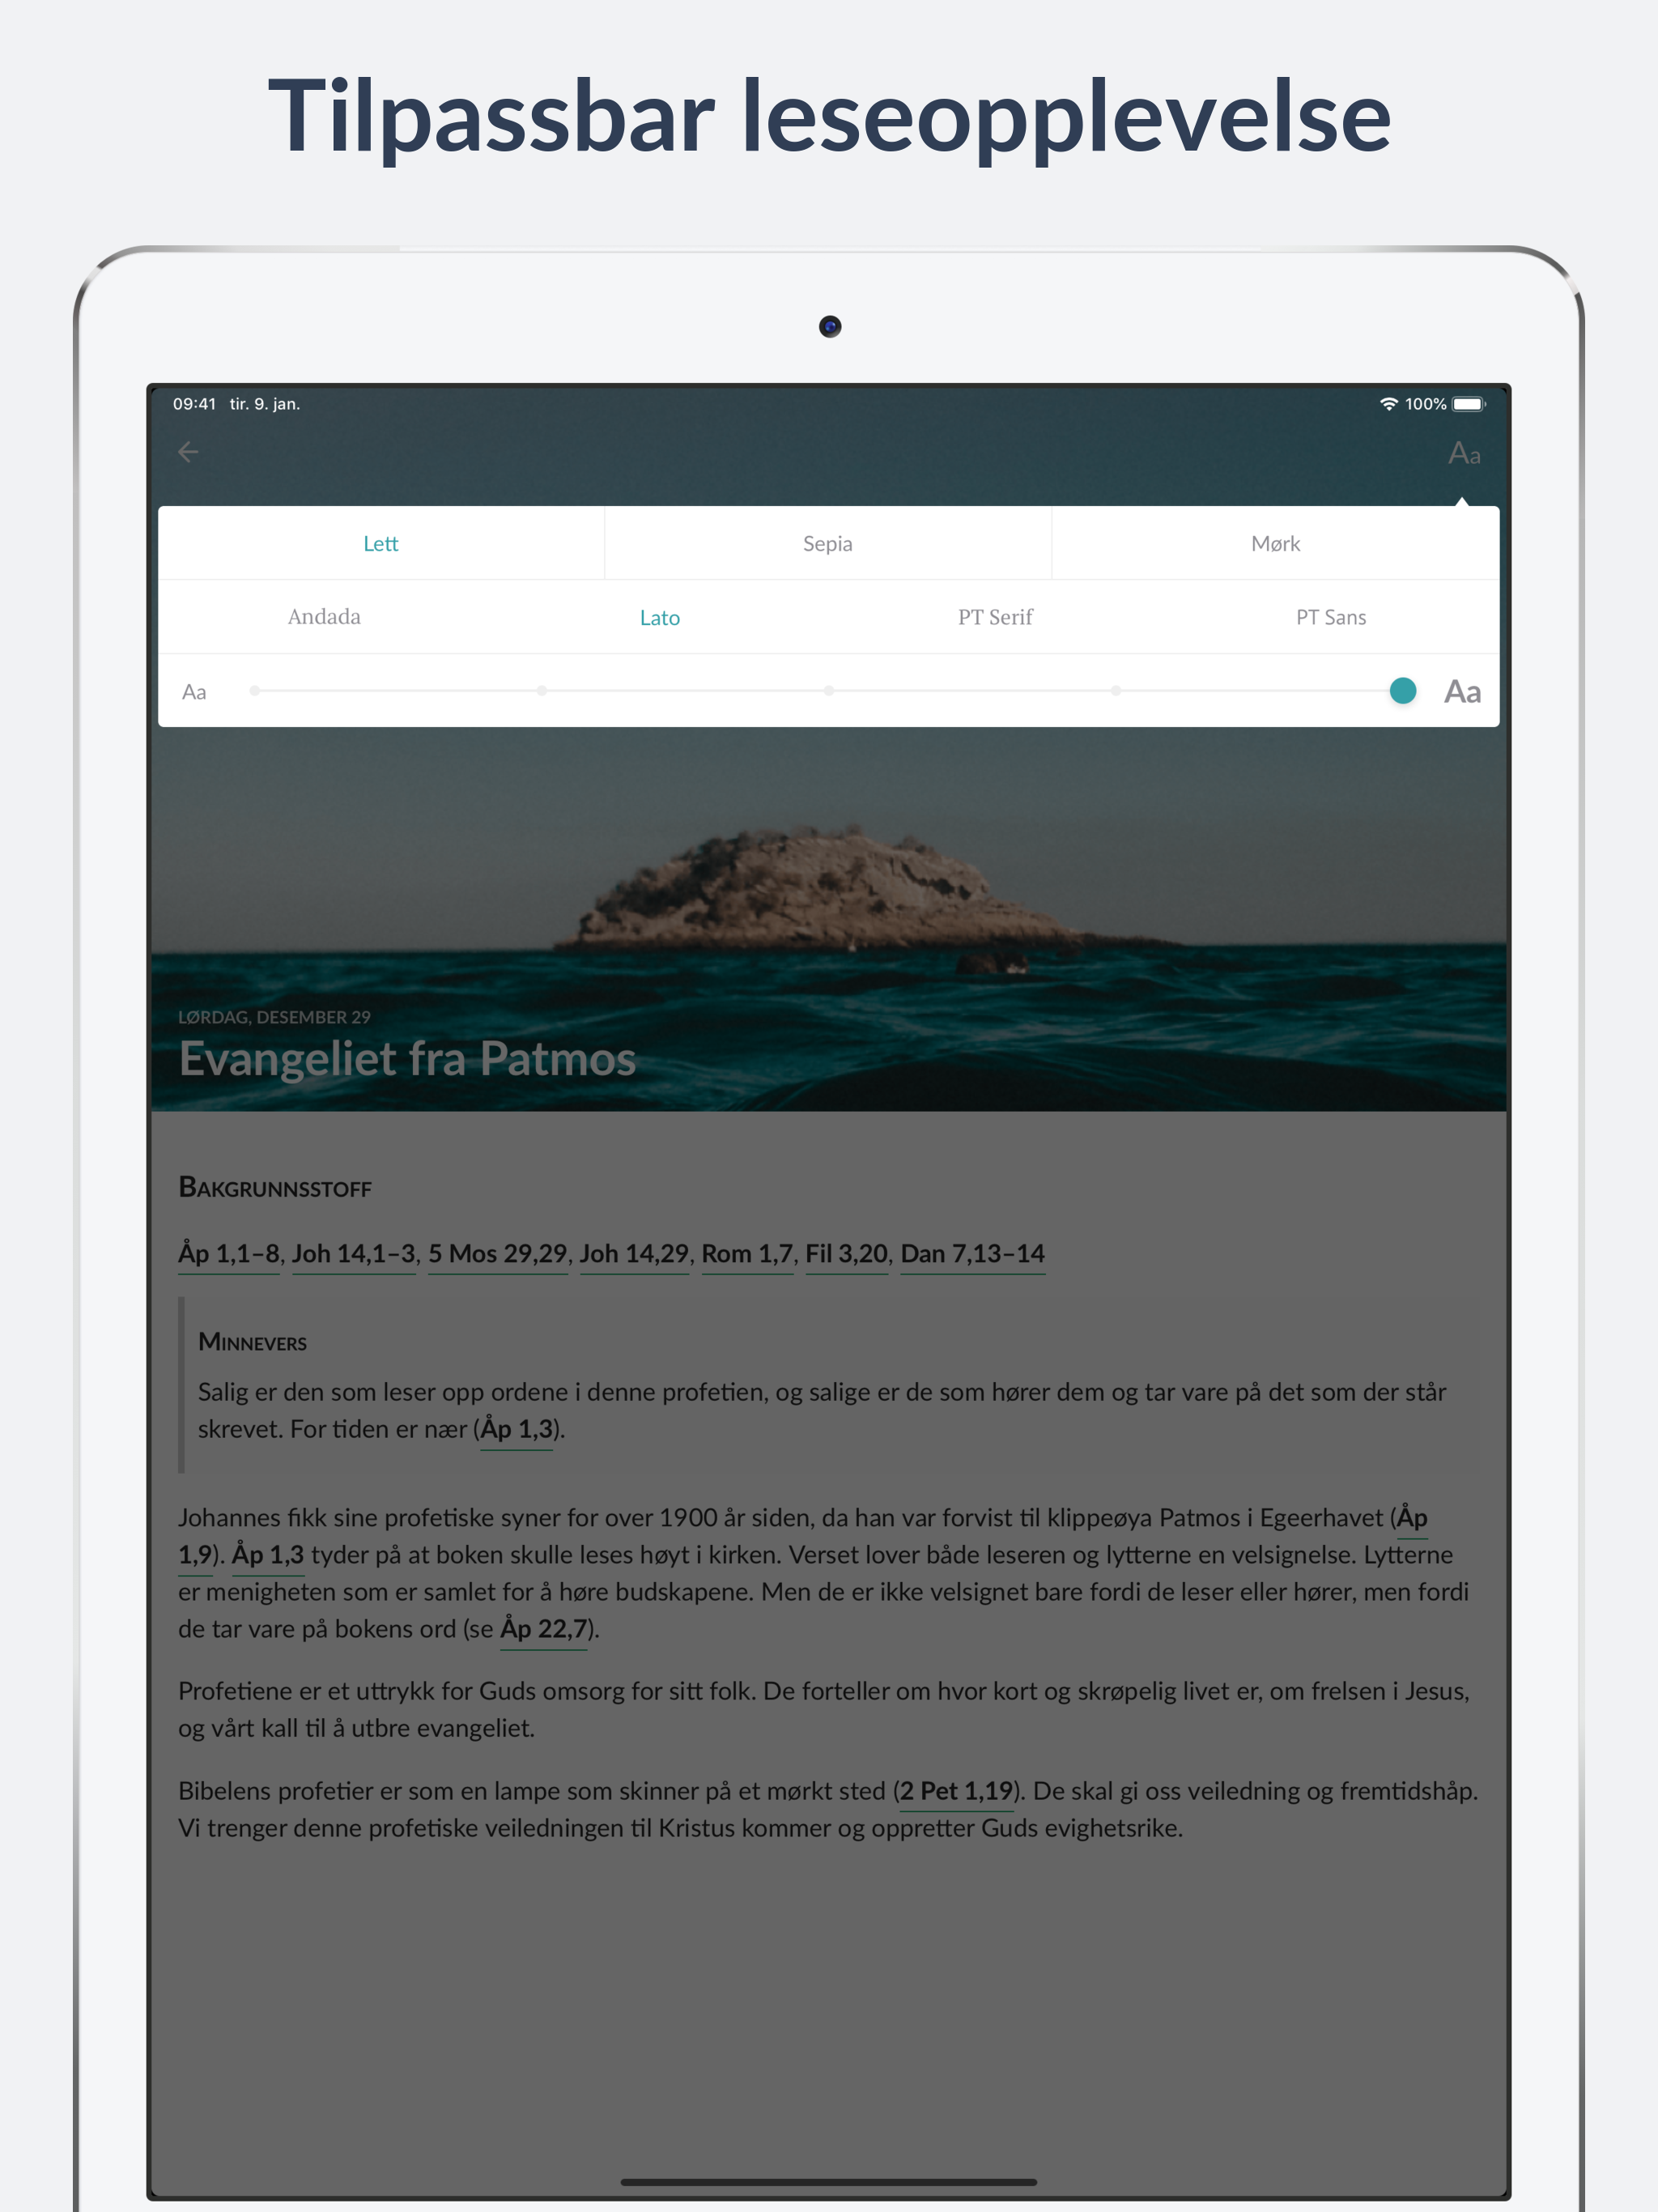 Tilpassbar leseopplevelse
09:41 tir. 9. jan. 100%
Aa
Lett Sepia Mørk
Andada Lato PT Serif PT Sans
Aa Aa
LØRDAG, DESEMBER 29
Evangeliet fra Patmos
BAKGRUNNSSTOFF
Åp 1,1–8, Joh 14,1–3, 5 Mos 29,29, Joh 14,29, Rom 1,7, Fil 3,20, Dan 7,13–14
MINNEVERS
Salig er den som leser opp ordene i denne profetien, og salige er de som hører dem og tar vare på det som der står
skrevet. For tiden er nær (Åp 1,3).
Johannes fikk sine profetiske syner for over 1900 år siden, da han var forvist til klippeøya Patmos i Egeerhavet (Åp
1,9). Åp 1,3 tyder på at boken skulle leses høyt i kirken. Verset lover både leseren og lytterne en velsignelse. Lytterne
er menigheten som er samlet for å høre budskapene. Men de er ikke velsignet bare fordi de leser eller hører, men fordi
de tar vare på bokens ord (se Åp 22,7).
Profetiene er et uttrykk for Guds omsorg for sitt folk. De forteller om hvor kort og skrøpelig livet er, om frelsen i Jesus,
og vårt kall til å utbre evangeliet.
Bibelens profetier er som en lampe som skinner på et mørkt sted (2 Pet 1,19). De skal gi oss veiledning og fremtidshåp.
Vi trenger denne profetiske veiledningen til Kristus kommer og oppretter Guds evighetsrike.